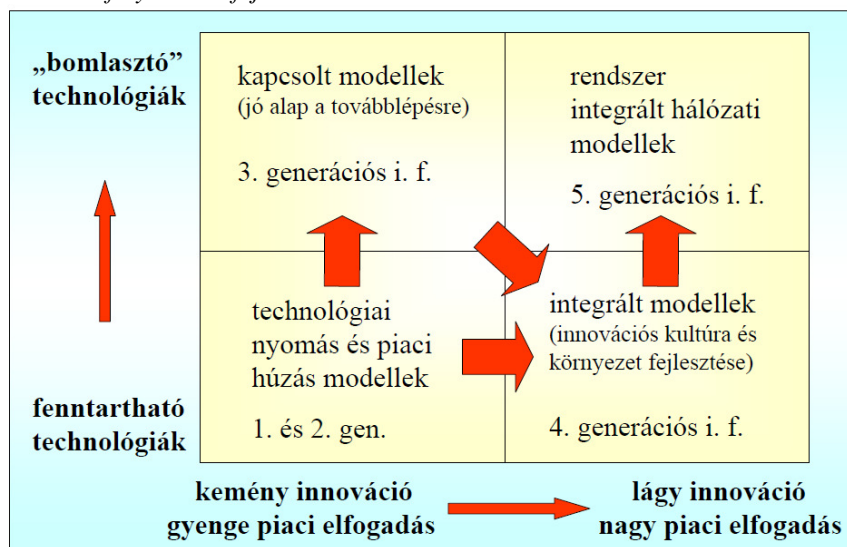 „bomlasztó”
technológiák
kapcsolt modellek
(jó alap a továbblépésre)
3. generációs i. f.
rendszer
integrált hálózati
modellek
5. generációs i. f.
technológiai
nyomás és piaci
húzás modellek
1. és 2. gen.
integrált modellek
(innovációs kultúra és
környezet fejlesztése)
4. generációs i. f.
fenntartható
technológiák
kemény innováció
gyenge piaci elfogadás
lágy innováció
nagy piaci elfogadás